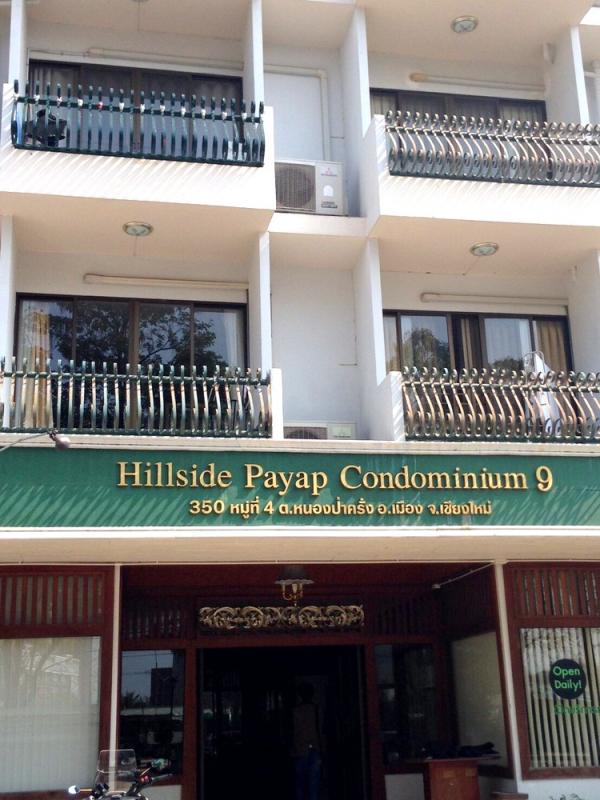 Hillside Payap Condominium 9
350 หมู่ที่ 4 ต.หนองป่าครั่ง อ.เมือง จ.เชียงใหม่
Open
Daily!